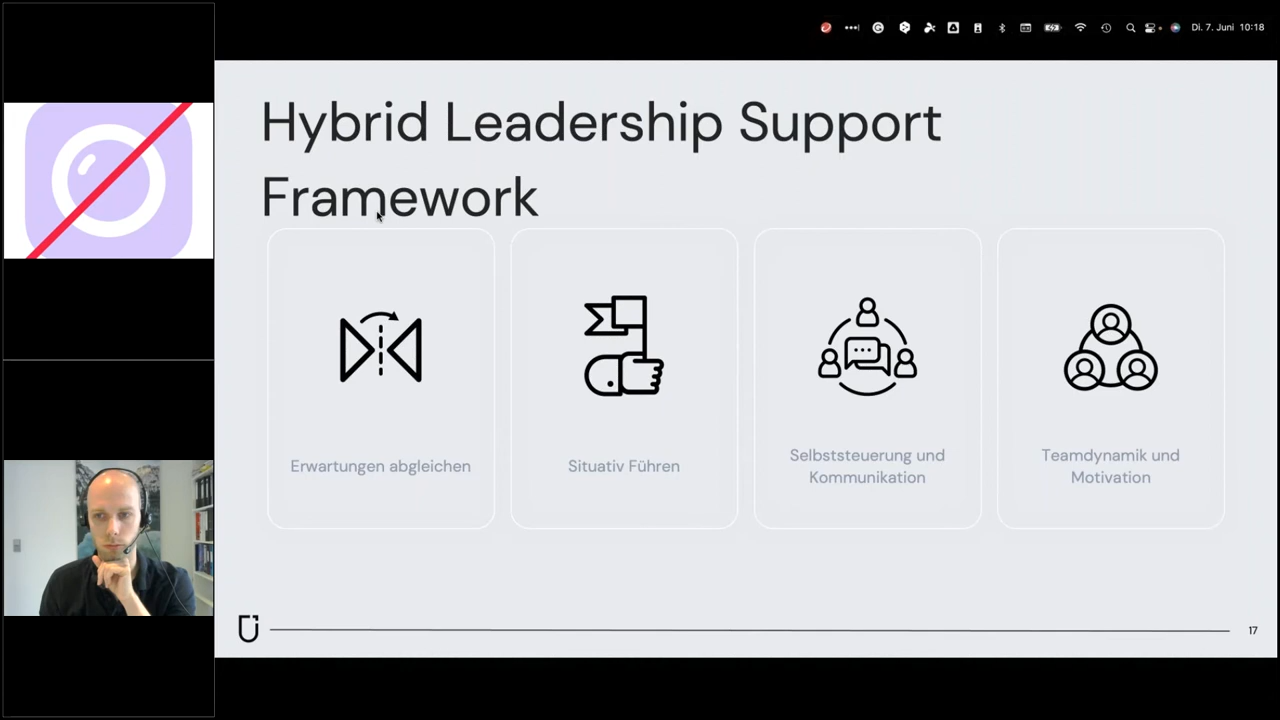 Di. 7. Juni 10:18
Hybrid Leadership Support
Framework
Erwartungen abgleichen
Situativ Führen
Selbststeuerung und
Kommunikation
Teamdynamik und
Motivation
17